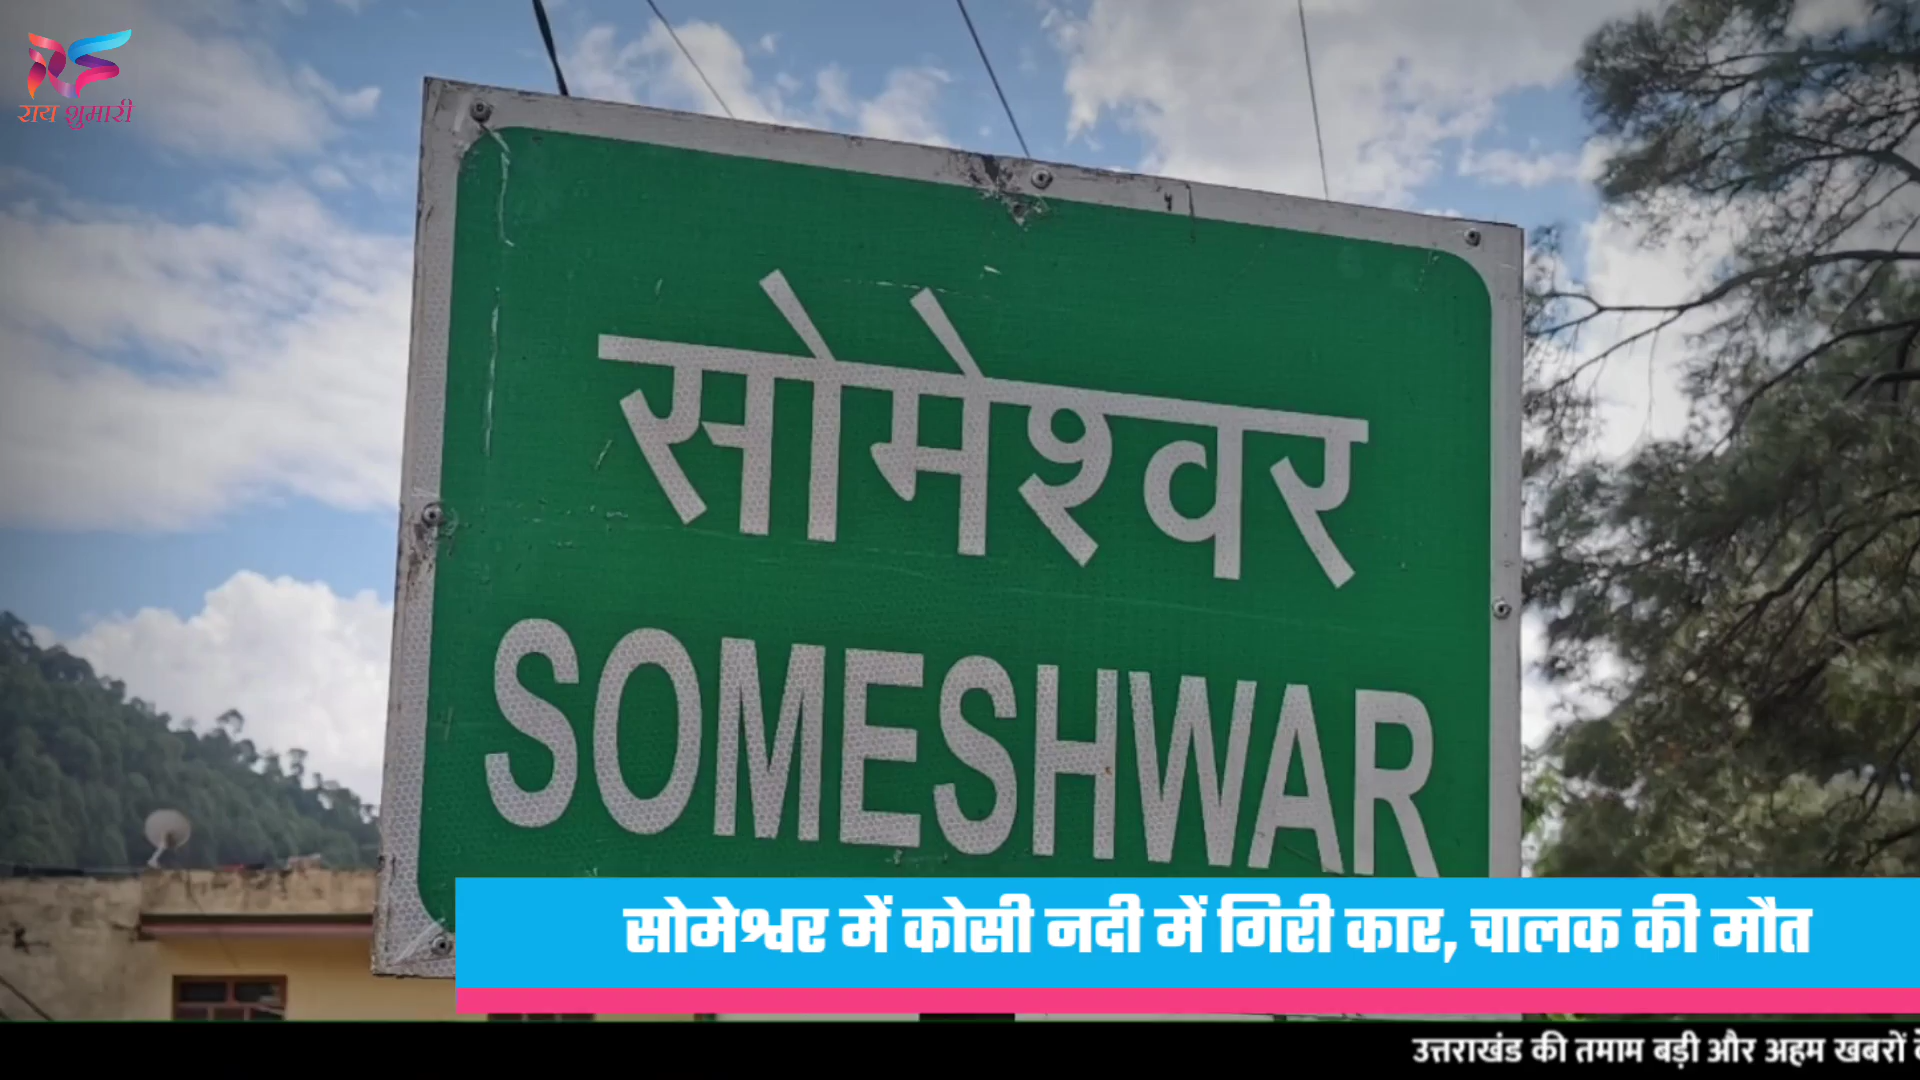 राय शुमारी
सोमेश्वर
SOMESHWAR
सोमेश्वर में कोसी नदी में गिरी कार, चालक की मौत
उत्तराखंड की तमाम बड़ी और अहम खबरों